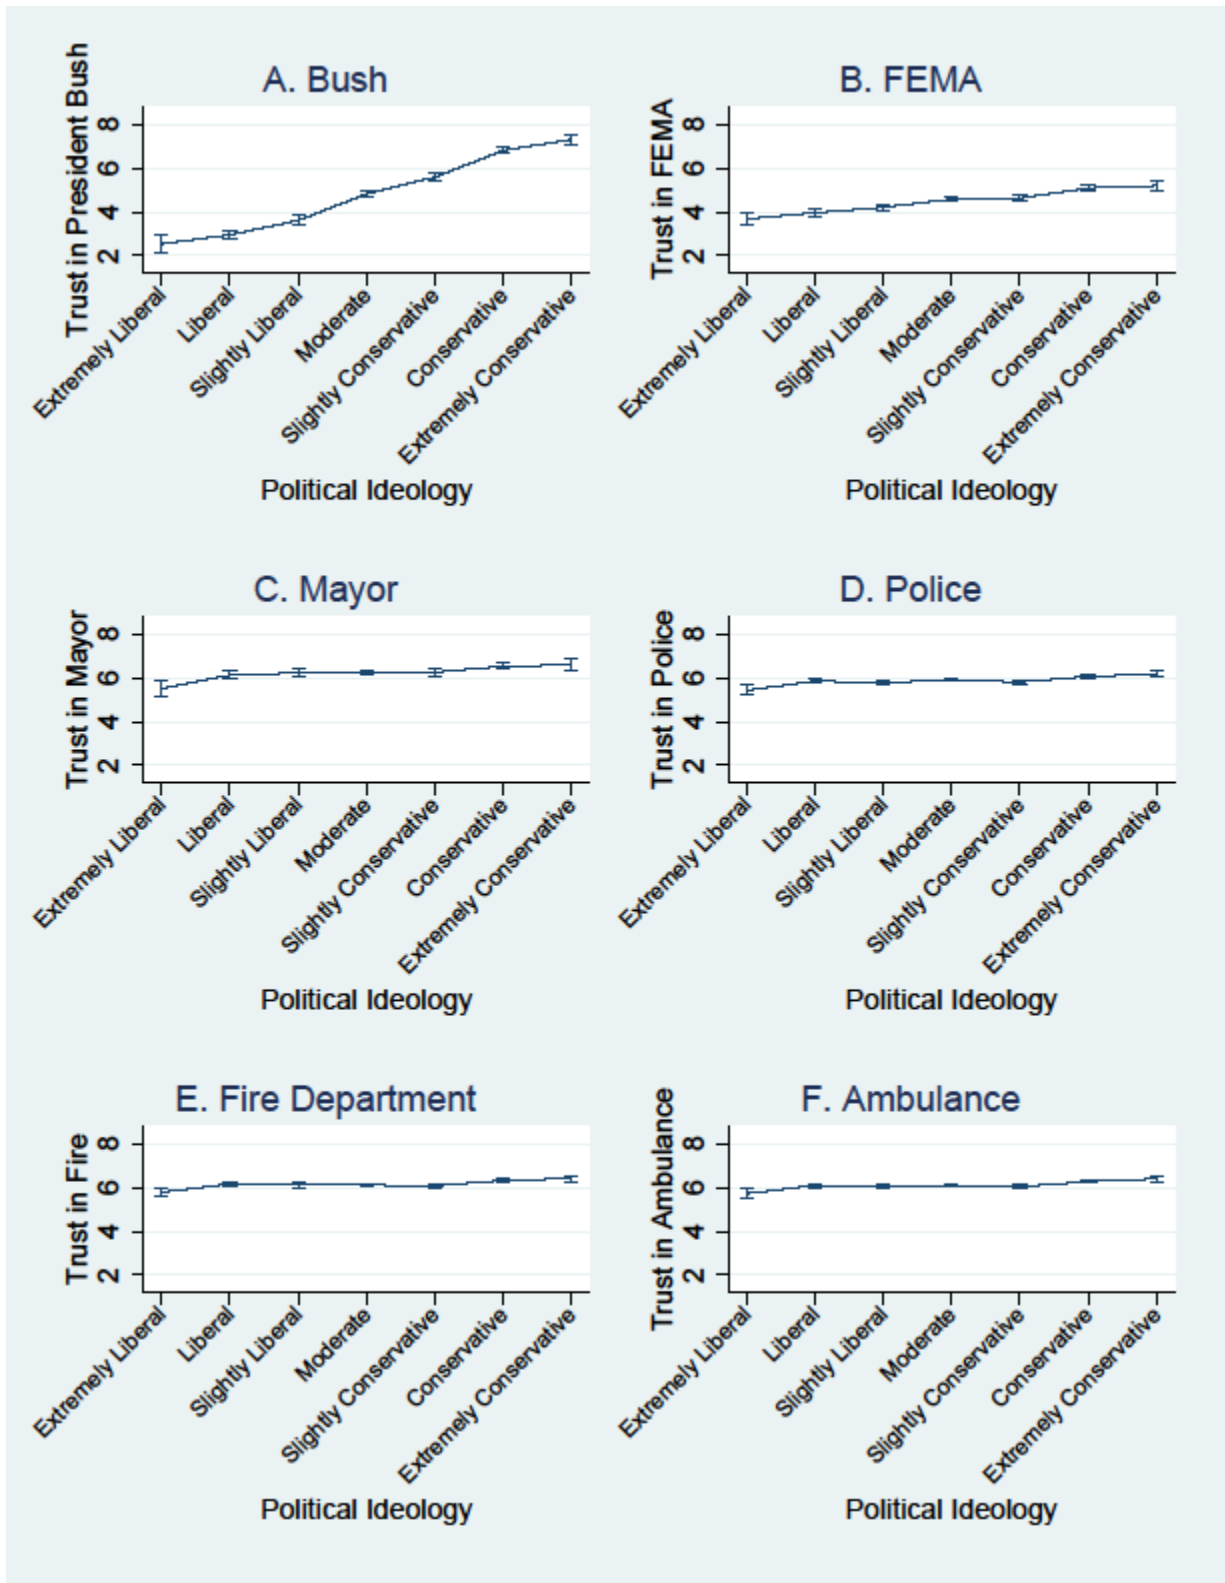 A. Bush
Trust in President Bush
8
6
4
2
Extremely Liberal
Liberal
Slightly Liberal
Moderate
Slightly Conservative
Conservative
Extremely Conservative
Political Ideology
B. FEMA
Trust in FEMA
8
6
4
2
Extremely Liberal
Liberal
Slightly Liberal
Moderate
Slightly Conservative
Conservative
Extremely Conservative
Political Ideology
C. Mayor
Trust in Mayor
8
6
4
2
Extremely Liberal
Liberal
Slightly Liberal
Moderate
Slightly Conservative
Conservative
Extremely Conservative
Political Ideology
D. Police
Trust in Police
8
6
4
2
Extremely Liberal
Liberal
Slightly Liberal
Moderate
Slightly Conservative
Conservative
Extremely Conservative
Political Ideology
E. Fire Department
Trust in Fire
8
6
4
2
Extremely Liberal
Liberal
Slightly Liberal
Moderate
Slightly Conservative
Conservative
Extremely Conservative
Political Ideology
F. Ambulance
Trust in Ambulance
8
6
4
2
Extremely Liberal
Liberal
Slightly Liberal
Moderate
Slightly Conservative
Conservative
Extremely Conservative
Political Ideology